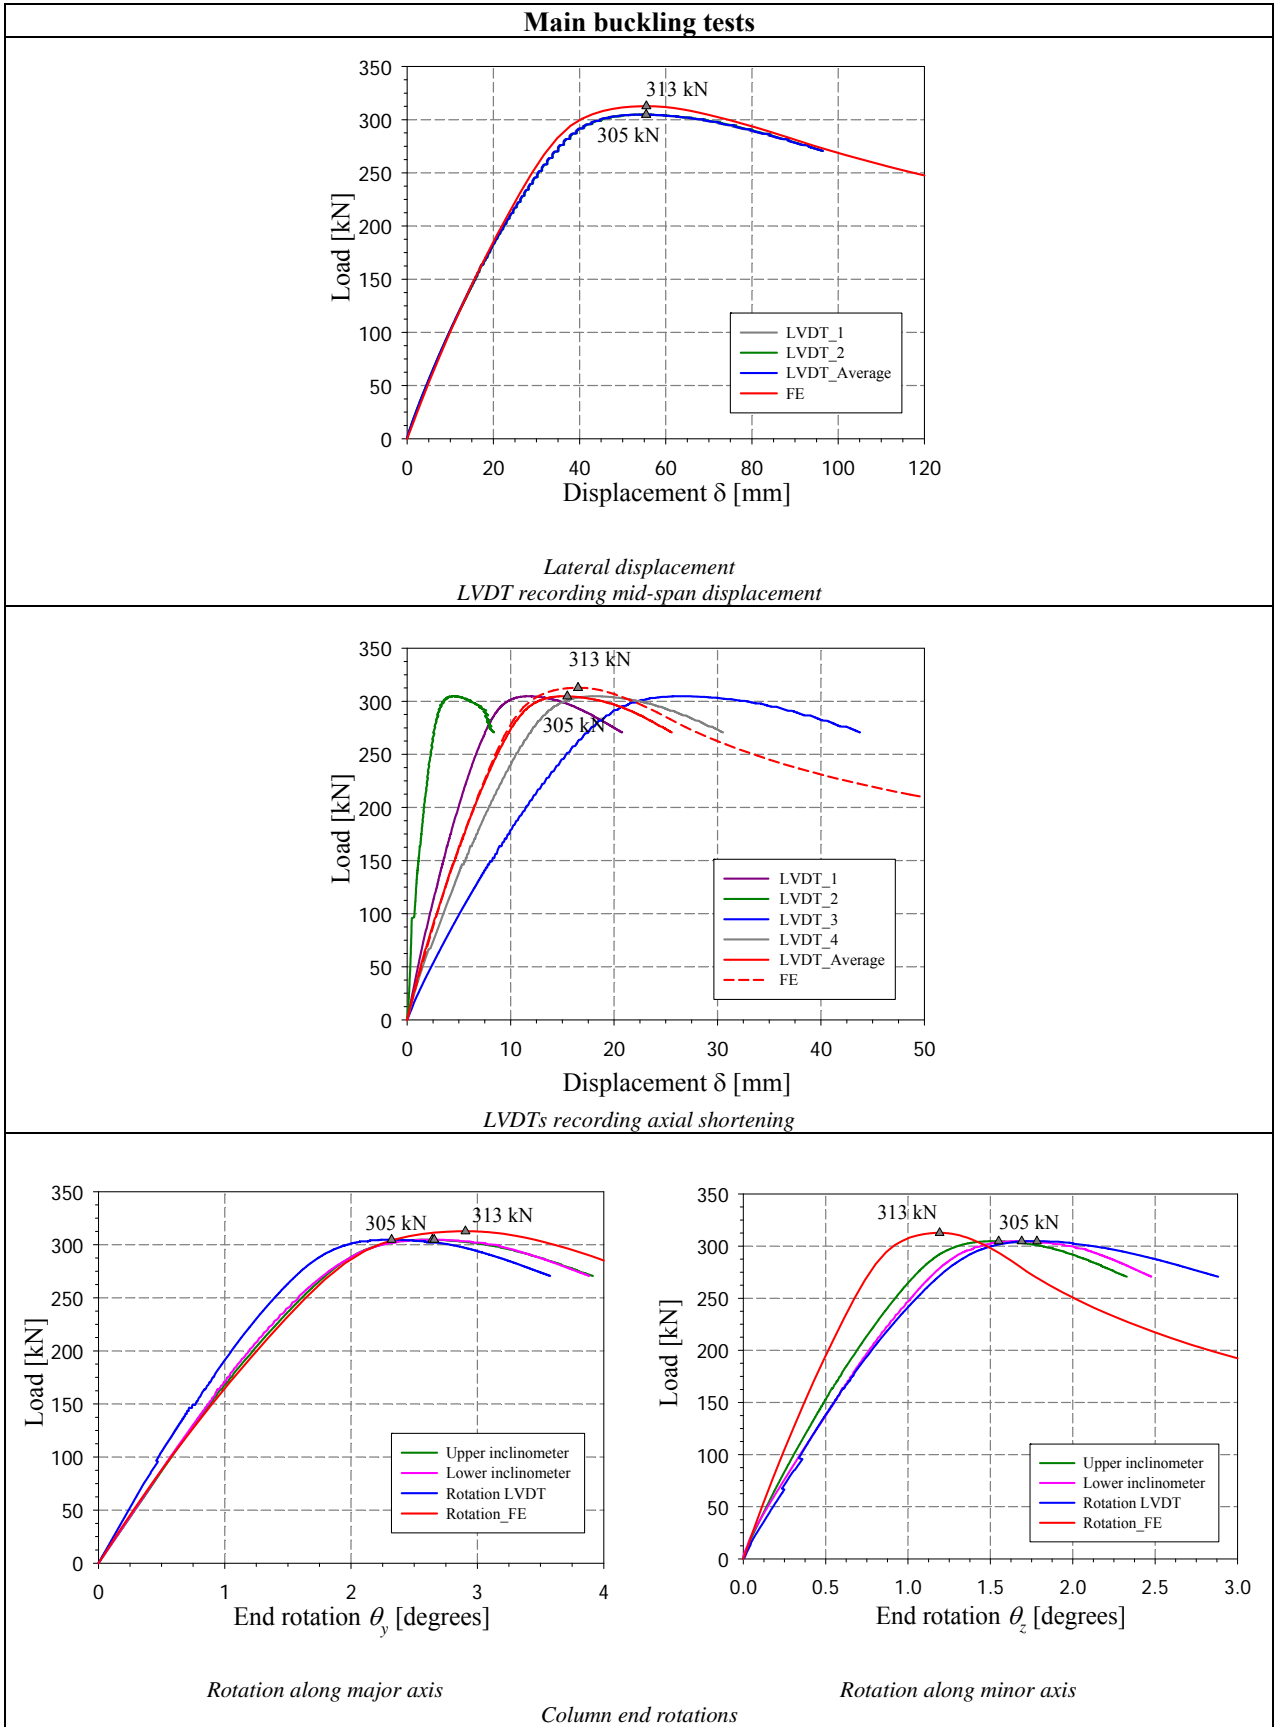 Main buckling tests
350
300
250
200
150
100
50
0
Load [kN]
313 kN
305 kN
LVDT_1
LVDT_2
LVDT_Average
FE
0 20 40 60 80 100 120
Displacement δ [mm]
Lateral displacement
LVDT recording mid-span displacement
350
300
250
200
150
100
50
0
Load [kN]
313 kN
305 kN
LVDT_1
LVDT_2
LVDT_3
LVDT_4
LVDT_Average
FE
0 10 20 30 40 50
Displacement δ [mm]
LVDTs recording axial shortening
350
300
250
200
150
100
50
0
Load [kN]
305 kN
313 kN
Upper inclinometer
Lower inclinometer
Rotation LVDT
Rotation_FE
0 1 2 3 4
End rotation θy [degrees]
Rotation along major axis
350
300
250
200
150
100
50
0
Load [kN]
313 kN
305 kN
Upper inclinometer
Lower inclinometer
Rotation LVDT
Rotation_FE
0.0 0.5 1.0 1.5 2.0 2.5 3.0
End rotation θz [degrees]
Rotation along minor axis
Column end rotations